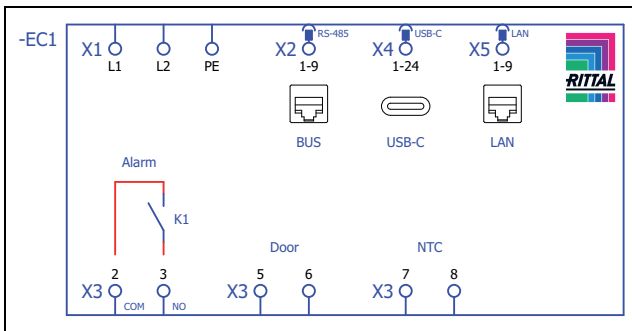 -EC1
X1
L1
L2
PE
X2
RS-485
1-9
X4
USB-C
1-24
X5
LAN
1-9
RITTAL
BUS
USB-C
LAN
Alarm
K1
Door
NTC
X3
2
COM
3
NO
X3
5
6
X3
7
8